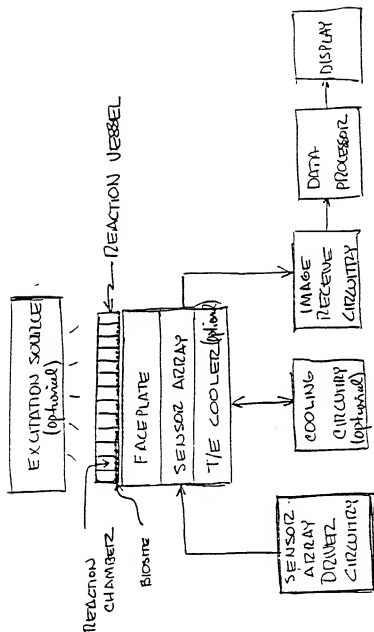 EXCITATION SOURCE
(optional)
REACTION VESSEL
REACTION
CHAMBER
BIOSITE
FACEPLATE
SENSOR ARRAY
T/E COOLER (optional)
SENSOR
ARRAY
DRIVER
CIRCUITRY
COOLING
CIRCUITRY
(optional)
IMAGE
RECEIVE
CIRCUITRY
DATA
PROCESSOR
DISPLAY